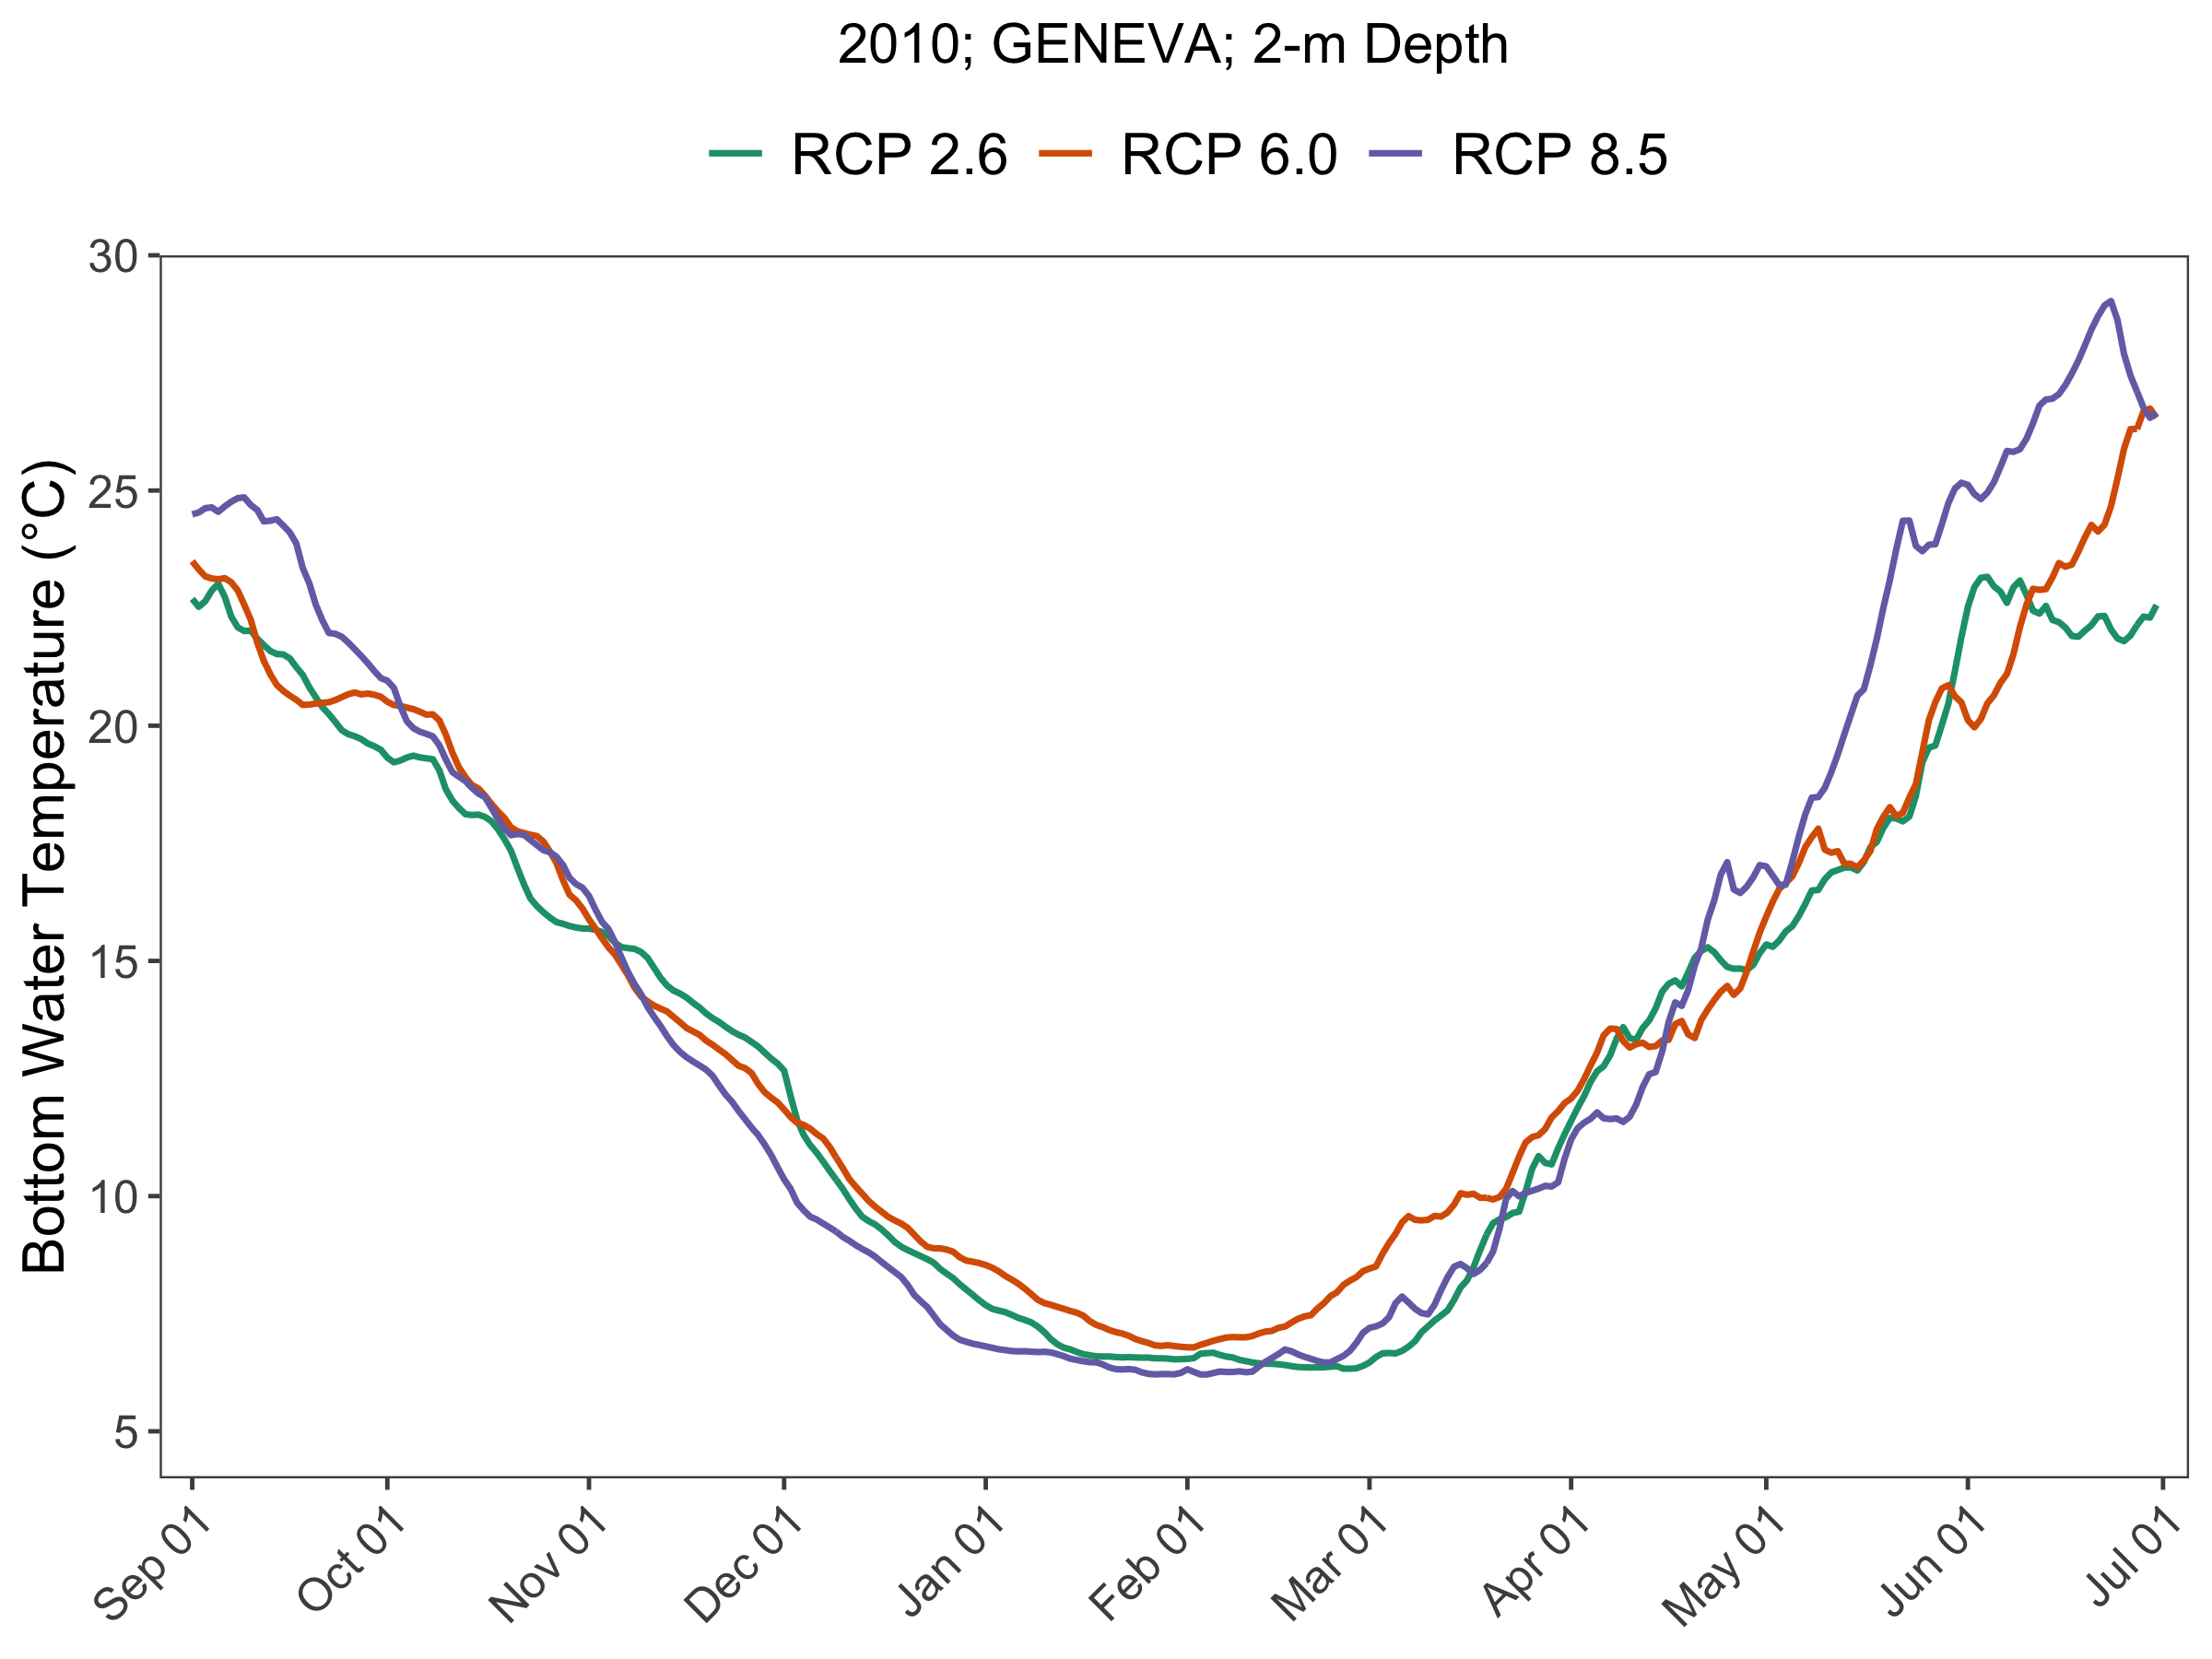 2010; GENEVA; 2-m Depth
RCP 2.6 RCP 6.0 RCP 8.5
Bottom Water Temperature (°C)
30
25
20
15
10
5
Sep 01 Oct 01 Nov 01 Dec 01 Jan 01 Feb 01 Mar 01 Apr 01 May 01 Jun 01 Jul 01